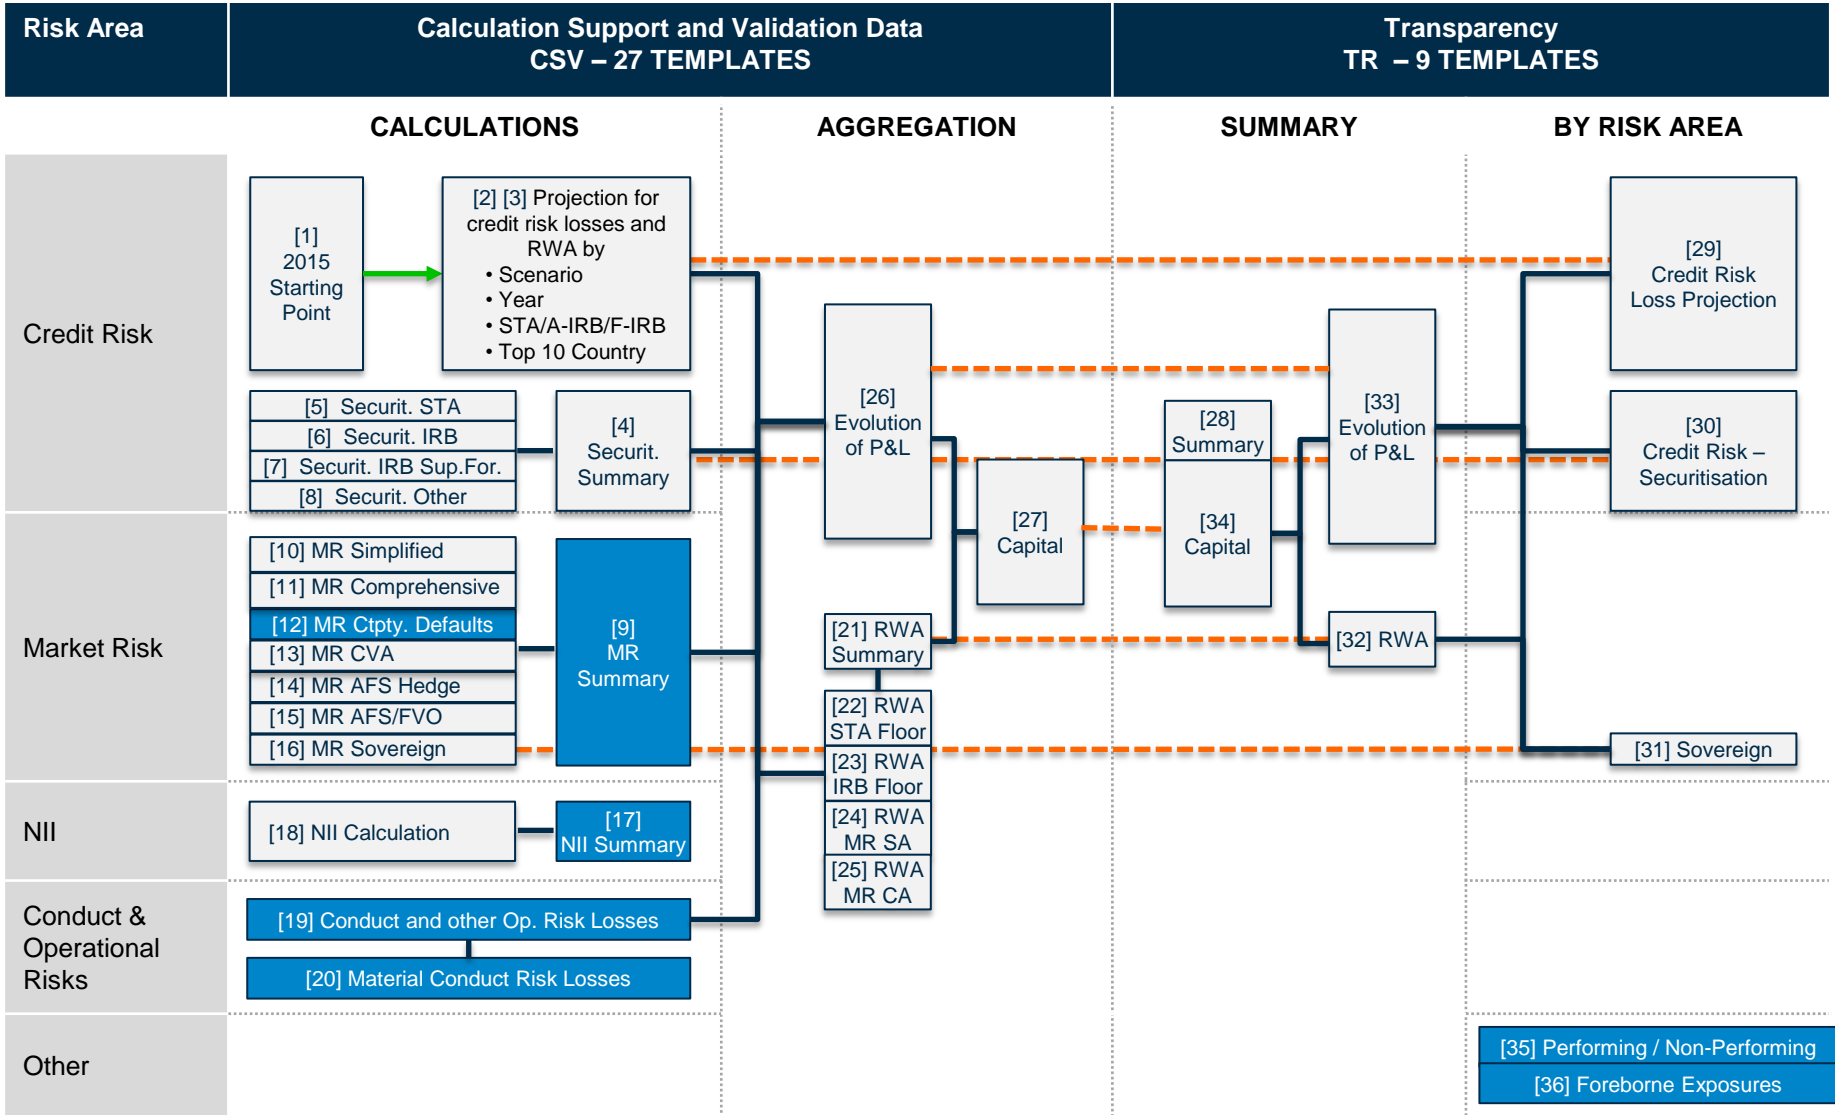 Risk Area
Calculation Support and Validation Data
CSV – 27 TEMPLATES
Transparency
TR – 9 TEMPLATES
CALCULATIONS
AGGREGATION
SUMMARY
BY RISK AREA
Credit Risk
[1]
2015
Starting
Point
[2] [3] Projection for
credit risk losses and
RWA by
• Scenario
• Year
• STA/A-IRB/F-IRB
• Top 10 Country
[5] Securit. STA
[6] Securit. IRB
[7] Securit. IRB Sup.For.
[8] Securit. Other
[4]
Securit.
Summary
[26]
Evolution
of P&L
[27]
Capital
[28]
Summary
[34]
Capital
[33]
Evolution
of P&L
[29]
Credit Risk
Loss Projection
[30]
Credit Risk –
Securitisation
Market Risk
[10] MR Simplified
[11] MR Comprehensive
[12] MR Ctpty. Defaults
[13] MR CVA
[14] MR AFS Hedge
[15] MR AFS/FVO
[16] MR Sovereign
[9]
MR
Summary
[21] RWA
Summary
[22] RWA
STA Floor
[23] RWA
IRB Floor
[24] RWA
MR SA
[25] RWA
MR CA
[32] RWA
[31] Sovereign
NII
[18] NII Calculation
[17]
NII Summary
Conduct &
Operational
Risks
[19] Conduct and other Op. Risk Losses
[20] Material Conduct Risk Losses
Other
[35] Performing / Non-Performing
[36] Foreborne Exposures